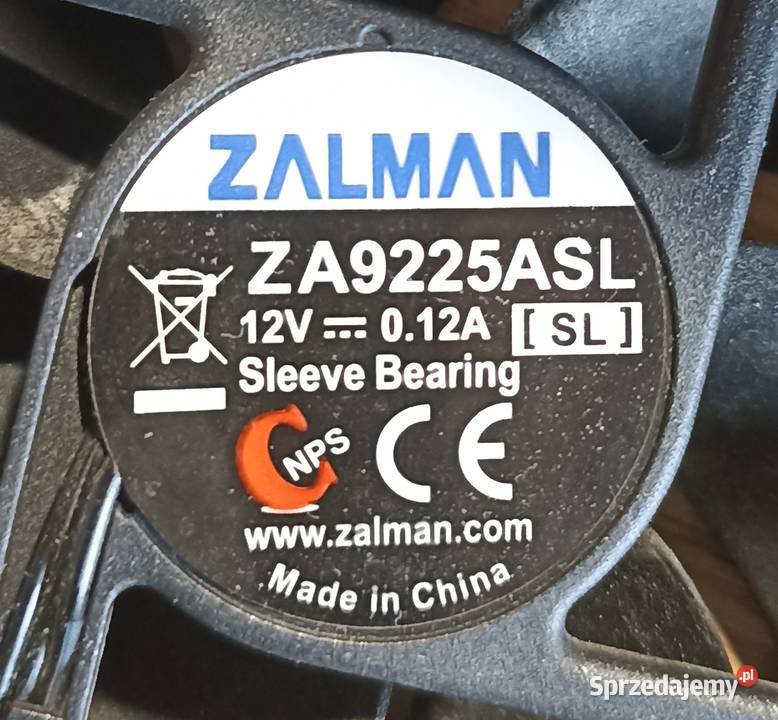 ZALMAN
ZA9225ASL
12V ⎓ 0.12A [ SL ]
Sleeve Bearing
C NPS CE
www.zalman.com
Made in China
Sprzedajemy.pl